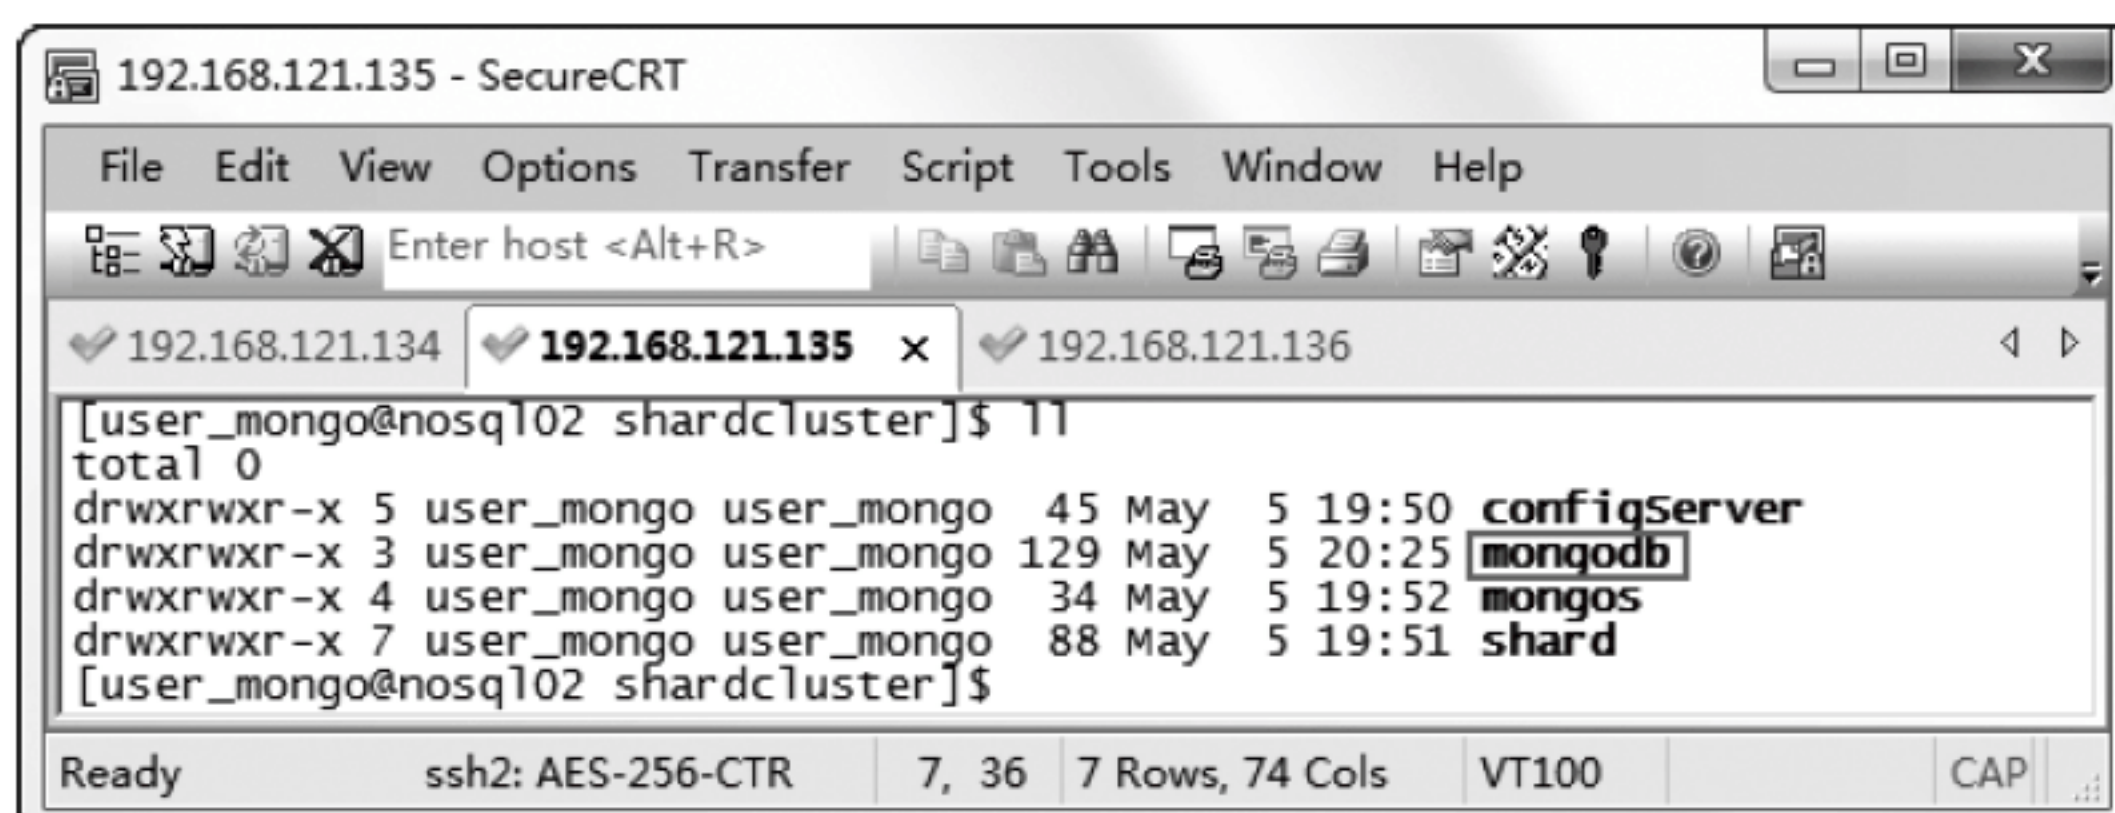 192.168.121.135 - SecureCRT
File Edit View Options Transfer Script Tools Window Help
Enter host <Alt+R>
192.168.121.134 192.168.121.135 192.168.121.136
[user_mongo@nosql02 shardcluster]$ ll
total 0
drwxrwxr-x 5 user_mongo user_mongo  45 May  5 19:50 configServer
drwxrwxr-x 3 user_mongo user_mongo 129 May  5 20:25 mongodb
drwxrwxr-x 4 user_mongo user_mongo  34 May  5 19:52 mongos
drwxrwxr-x 7 user_mongo user_mongo  88 May  5 19:51 shard
[user_mongo@nosql02 shardcluster]$
Ready ssh2: AES-256-CTR 7, 36 7 Rows, 74 Cols VT100 CAP